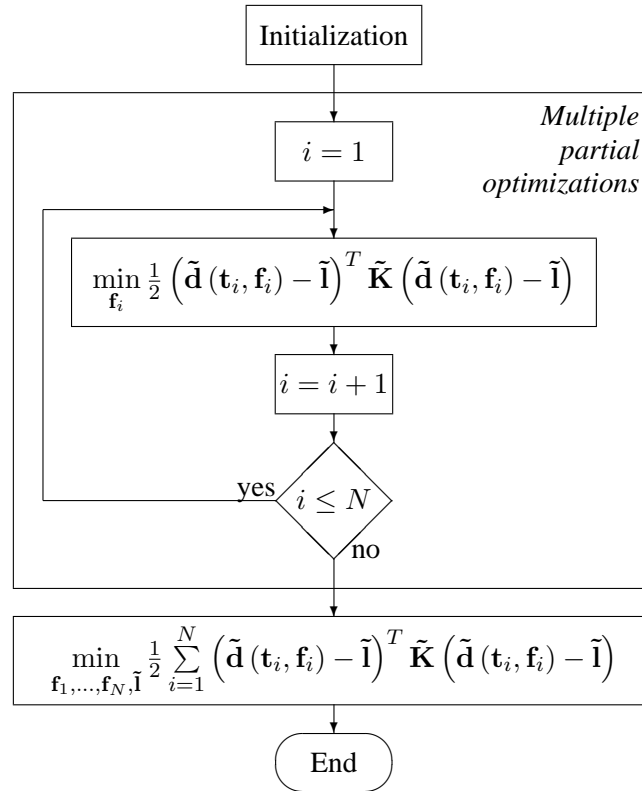 Initialization
Multiple
partial
optimizations
i = 1
min_{𝐟_i} ½ (𝐝̃ (𝐭_i, 𝐟_i) − 𝐥̃)^T 𝐊̃ (𝐝̃ (𝐭_i, 𝐟_i) − 𝐥̃)
i = i + 1
yes
i ≤ N
no
min_{𝐟_1,...,𝐟_N,𝐥̃} ½ ∑_{i=1}^{N} (𝐝̃ (𝐭_i, 𝐟_i) − 𝐥̃)^T 𝐊̃ (𝐝̃ (𝐭_i, 𝐟_i) − 𝐥̃)
End